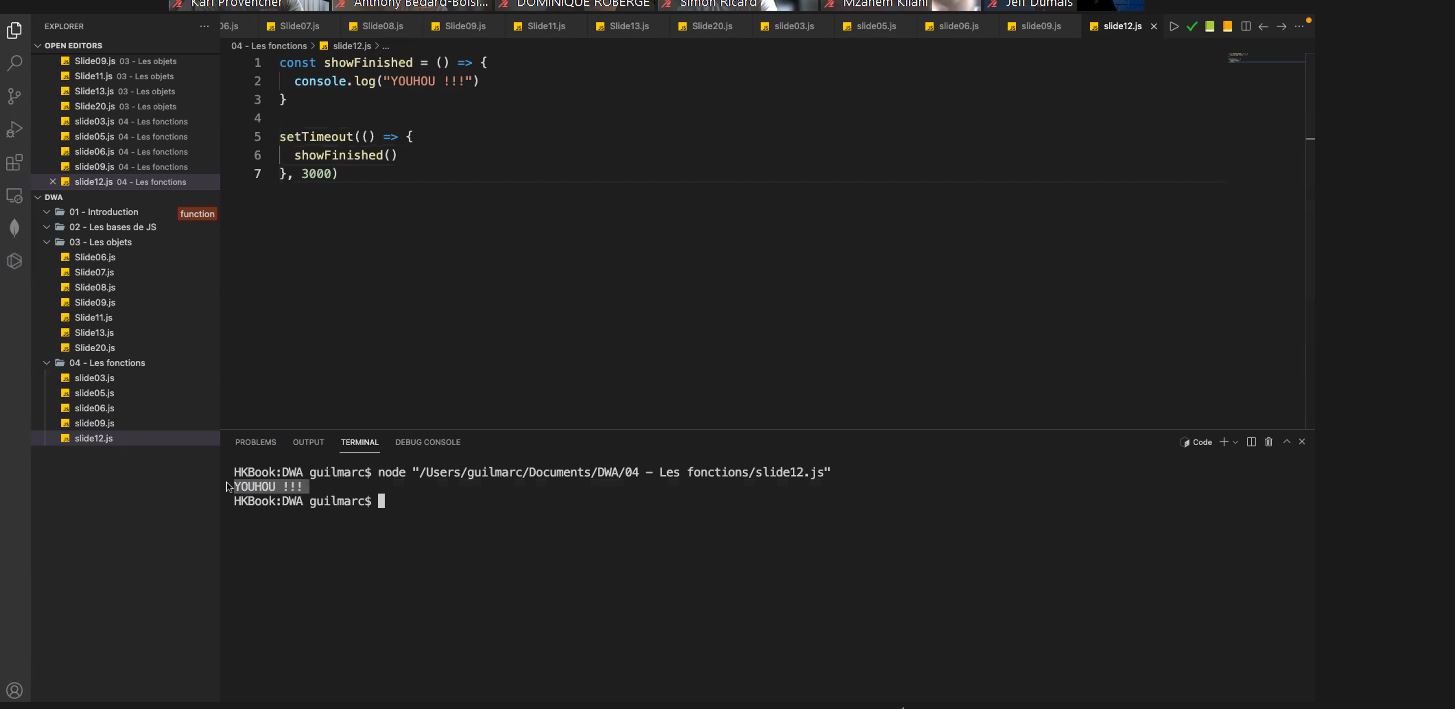 Karl Provencher
Anthony Bédard-Boisi...
DOMINIQUE ROBERGE
Simon Ricard
Mzahem Kilani
Jeff Dumais
EXPLORER ...
06.js Slide07.js Slide08.js Slide09.js Slide11.js Slide13.js Slide20.js slide03.js slide05.js slide06.js slide09.js slide12.js
OPEN EDITORS
Slide09.js 03 - Les objets
Slide11.js 03 - Les objets
Slide13.js 03 - Les objets
Slide20.js 03 - Les objets
slide03.js 04 - Les fonctions
slide05.js 04 - Les fonctions
slide06.js 04 - Les fonctions
slide09.js 04 - Les fonctions
slide12.js 04 - Les fonctions
DWA
01 - Introduction
function
02 - Les bases de JS
03 - Les objets
Slide06.js
Slide07.js
Slide08.js
Slide09.js
Slide11.js
Slide13.js
Slide20.js
04 - Les fonctions
slide03.js
slide05.js
slide06.js
slide09.js
slide12.js
04 - Les fonctions > slide12.js > ...
1 const showFinished = () => {
2 console.log("YOUHOU !!!")
3 }
4
5 setTimeout(() => {
6 showFinished()
7 }, 3000)
PROBLEMS OUTPUT TERMINAL DEBUG CONSOLE
Code
HKBook:DWA guilmarc$ node "/Users/guilmarc/Documents/DWA/04 - Les fonctions/slide12.js"
YOUHOU !!!
HKBook:DWA guilmarc$